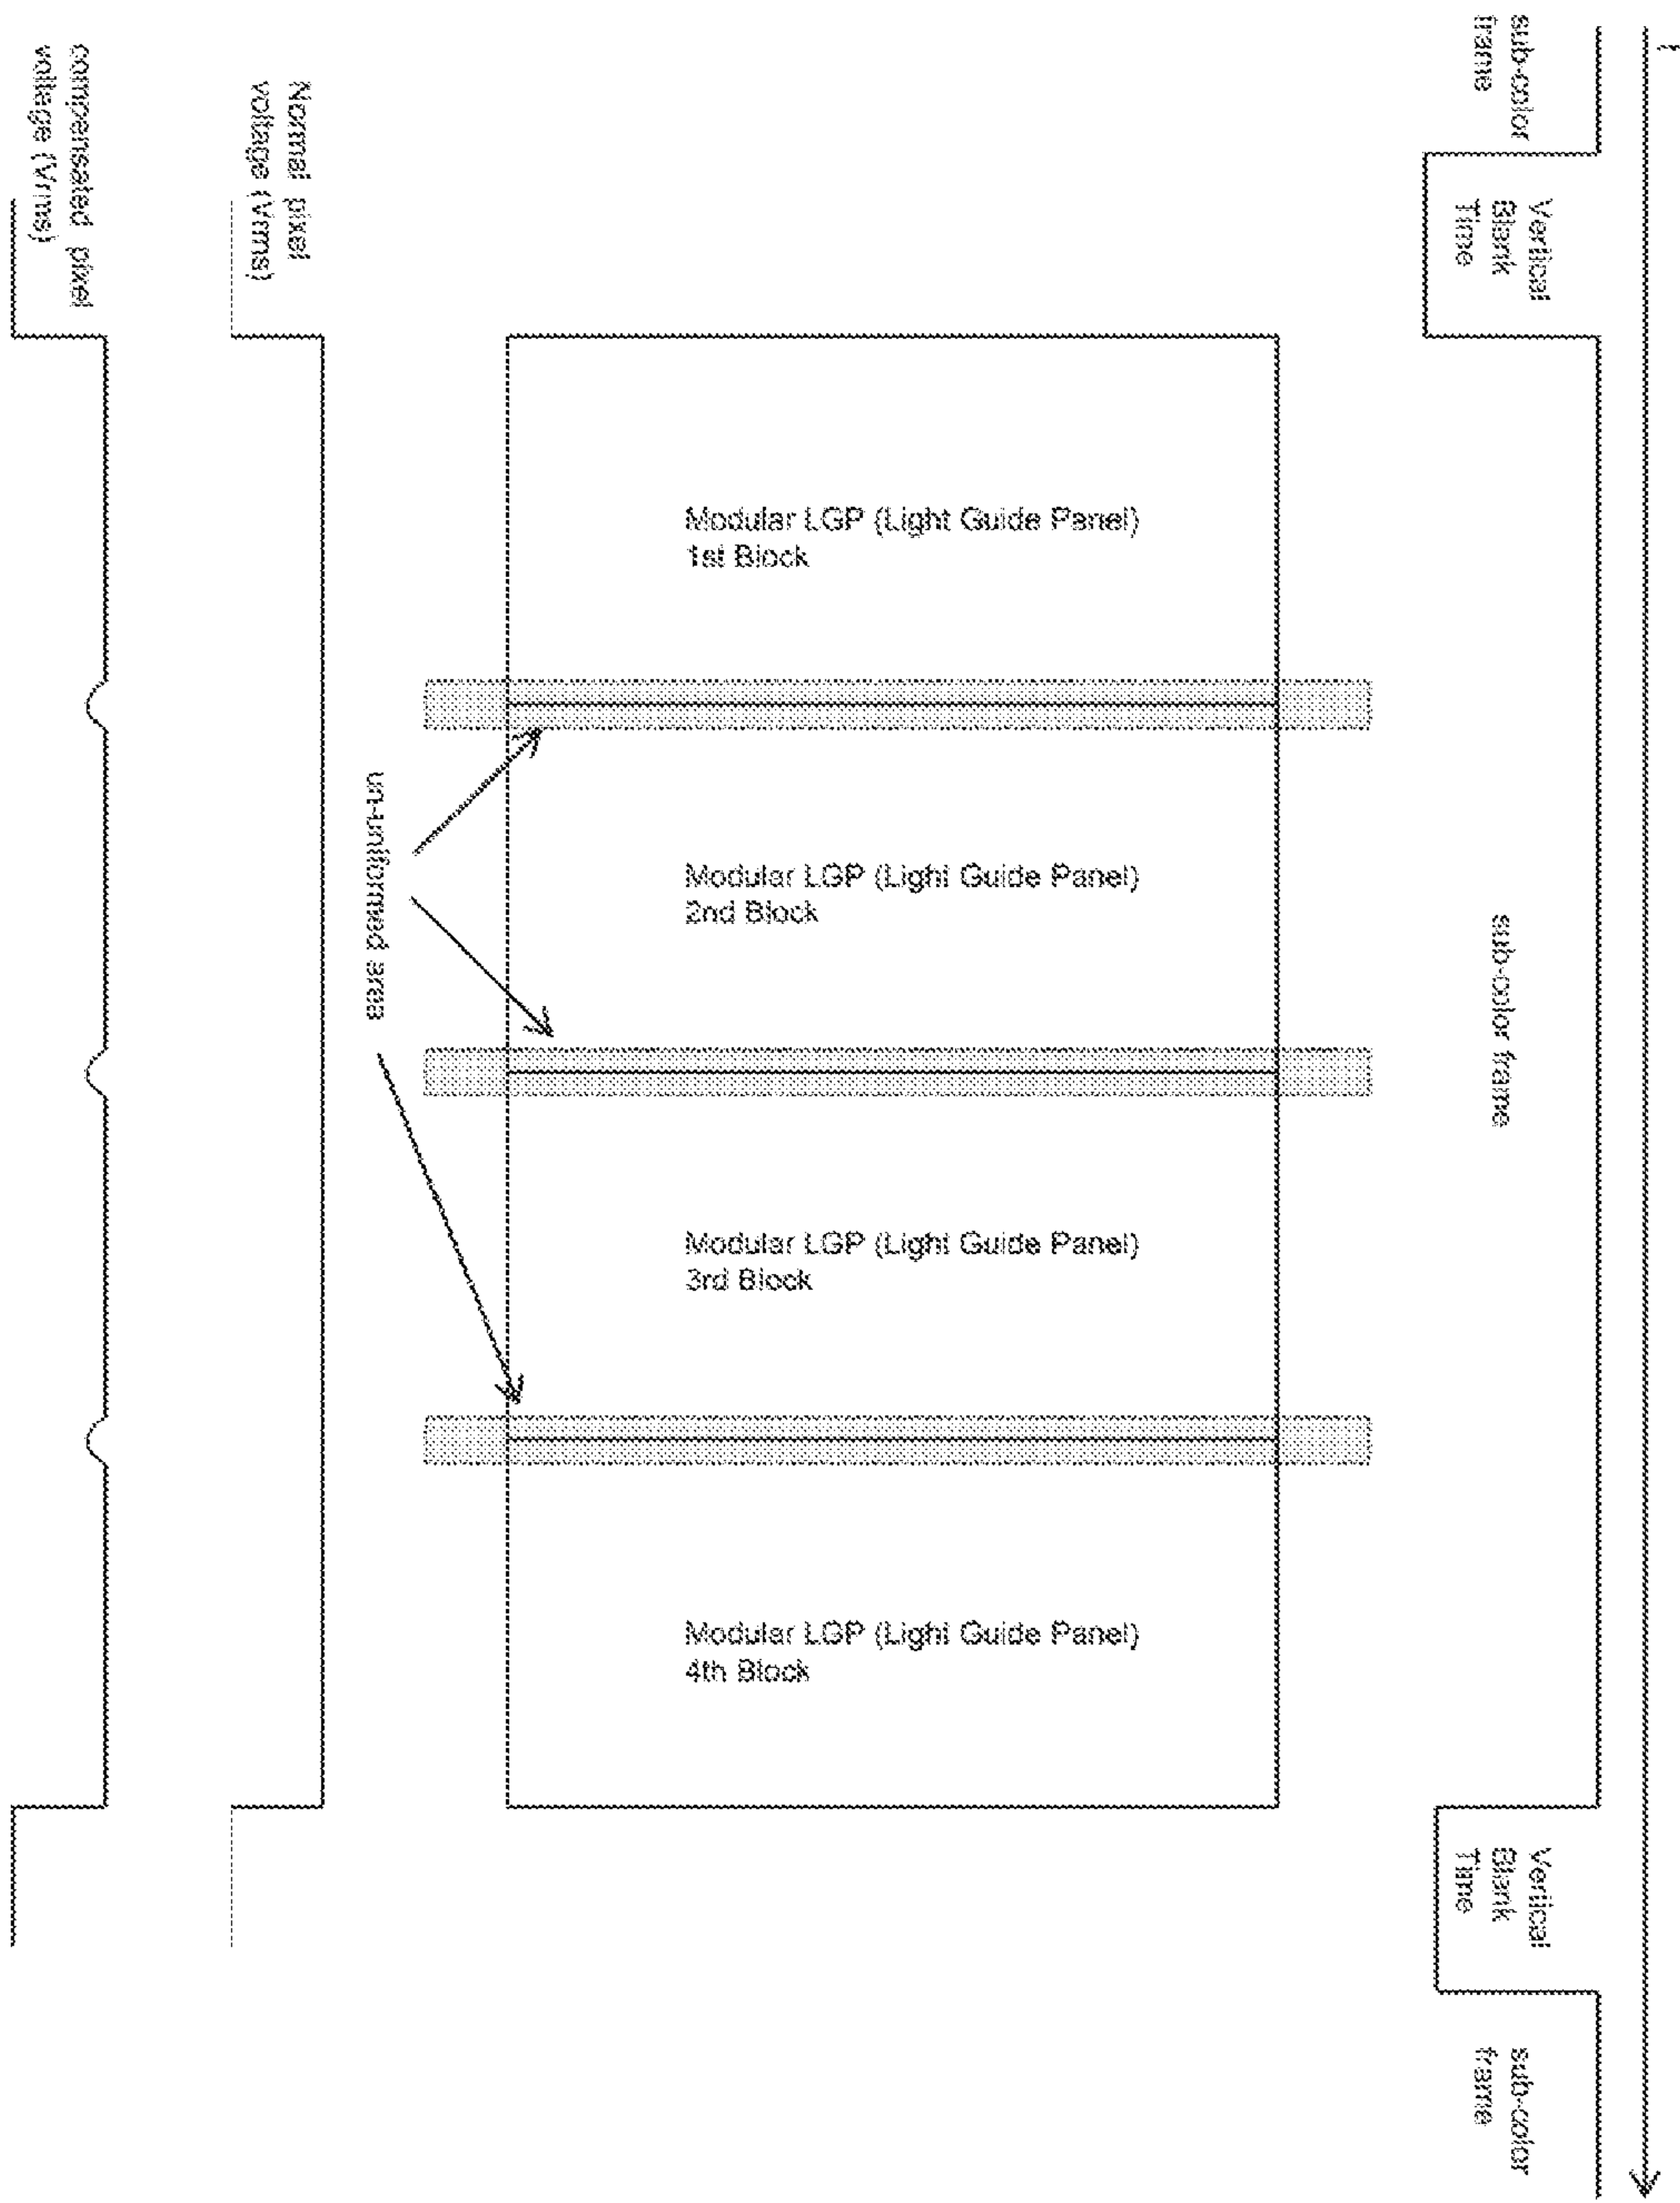 t
sub-color
frame
Vertical
Blank
Time
sub-color frame
Vertical
Blank
Time
sub-color
frame
Modular LGP (Light Guide Panel)
1st Block
Modular LGP (Light Guide Panel)
2nd Block
Modular LGP (Light Guide Panel)
3rd Block
Modular LGP (Light Guide Panel)
4th Block
un-uniformed area
Normal pixel
voltage (Vrms)
compensated pixel
voltage (Vrms)